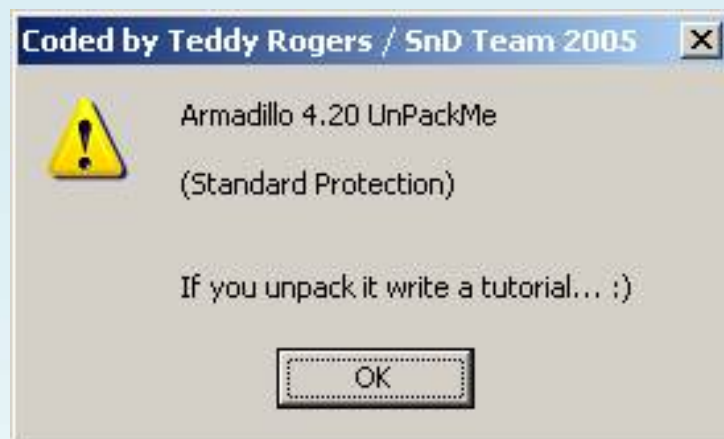 Coded by Teddy Rogers / SnD Team 2005
Armadillo 4.20 UnPackMe
(Standard Protection)
If you unpack it write a tutorial... :)
OK